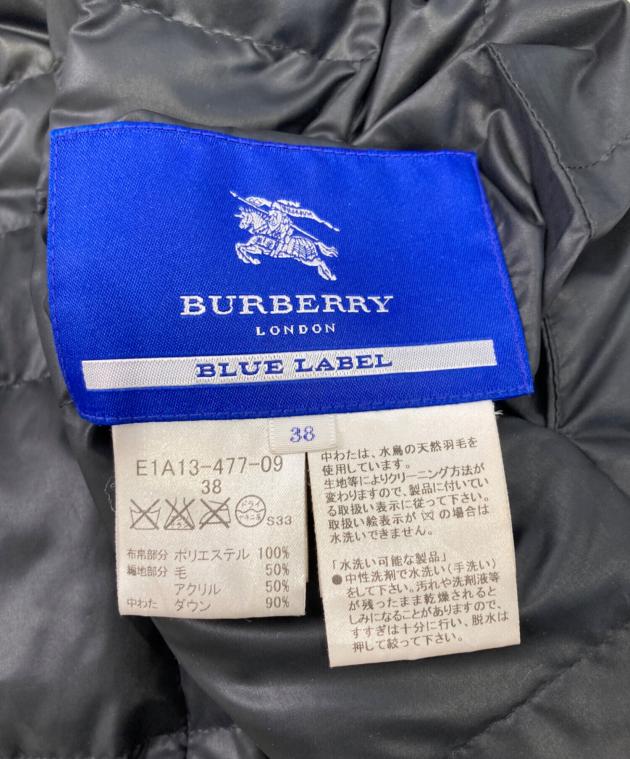 BURBERRY
LONDON
BLUE LABEL
38
E1A13-477-09
38
S33
布帛部分 ポリエステル 100%
編地部分 毛 50%
アクリル 50%
中わた ダウン 90%
中わたは、水鳥の天然羽毛を
使用しています。
生地等によりクリーニング方法が
変わりますので、製品に付いてい
る取扱い表示に従って下さい。
取扱い絵表示が の場合は
水洗いできません。
「水洗い可能な製品」
●中性洗剤で水洗い(手洗い)
をして下さい。汚れや洗剤液等
が残ったまま乾燥されると
しみになることがありますので、
すすぎは十分に行い、脱水は
押して絞って下さい。